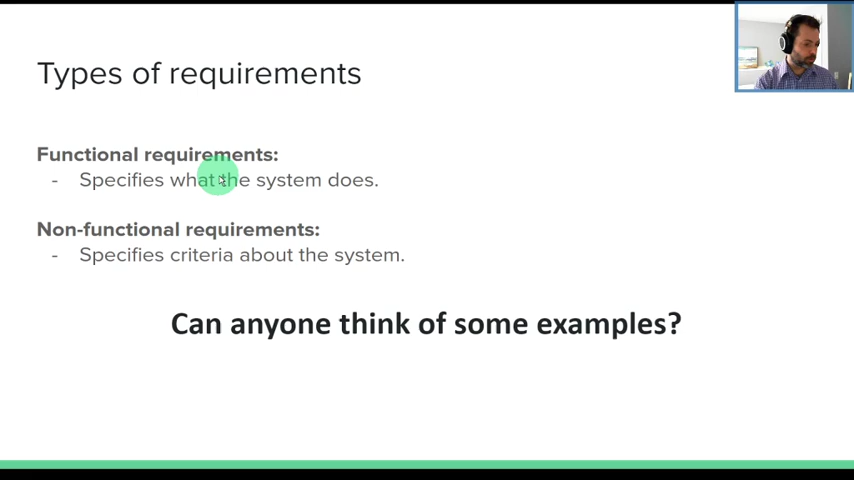 Types of requirements
Functional requirements:
- Specifies what the system does.
Non-functional requirements:
- Specifies criteria about the system.
Can anyone think of some examples?